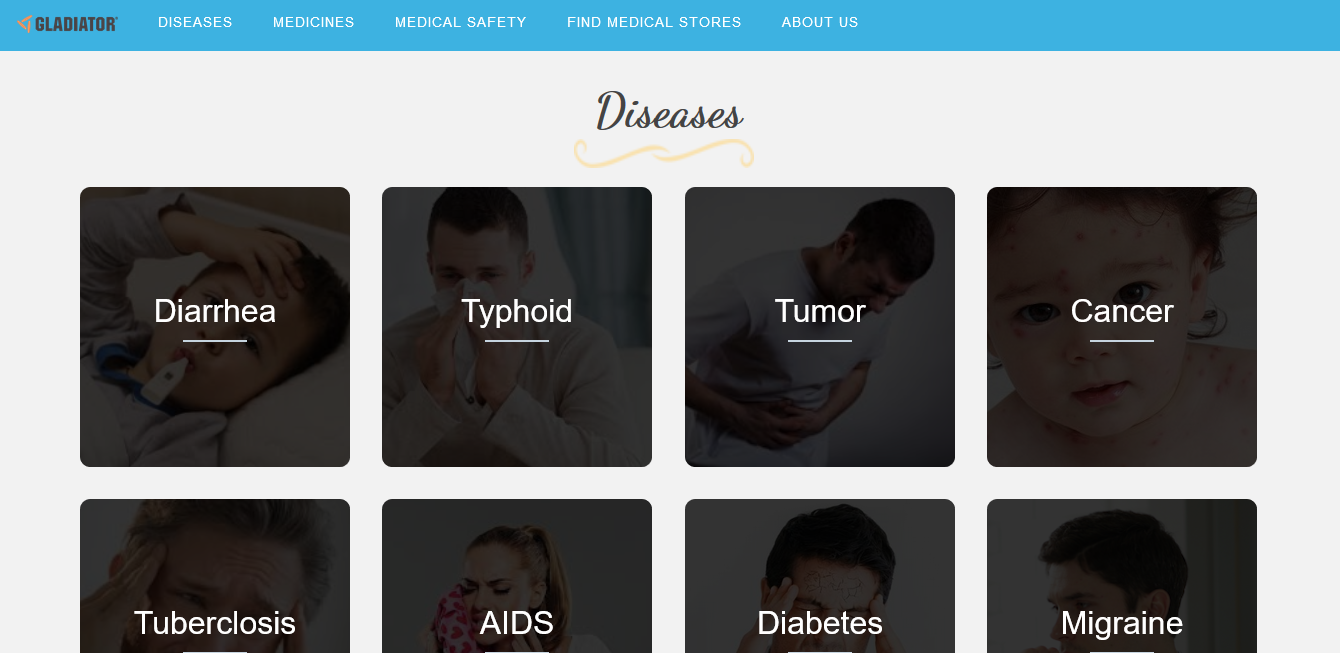 GLADIATOR DISEASES MEDICINES MEDICAL SAFETY FIND MEDICAL STORES ABOUT US
Diseases
Diarrhea Typhoid Tumor Cancer
Tuberclosis AIDS Diabetes Migraine